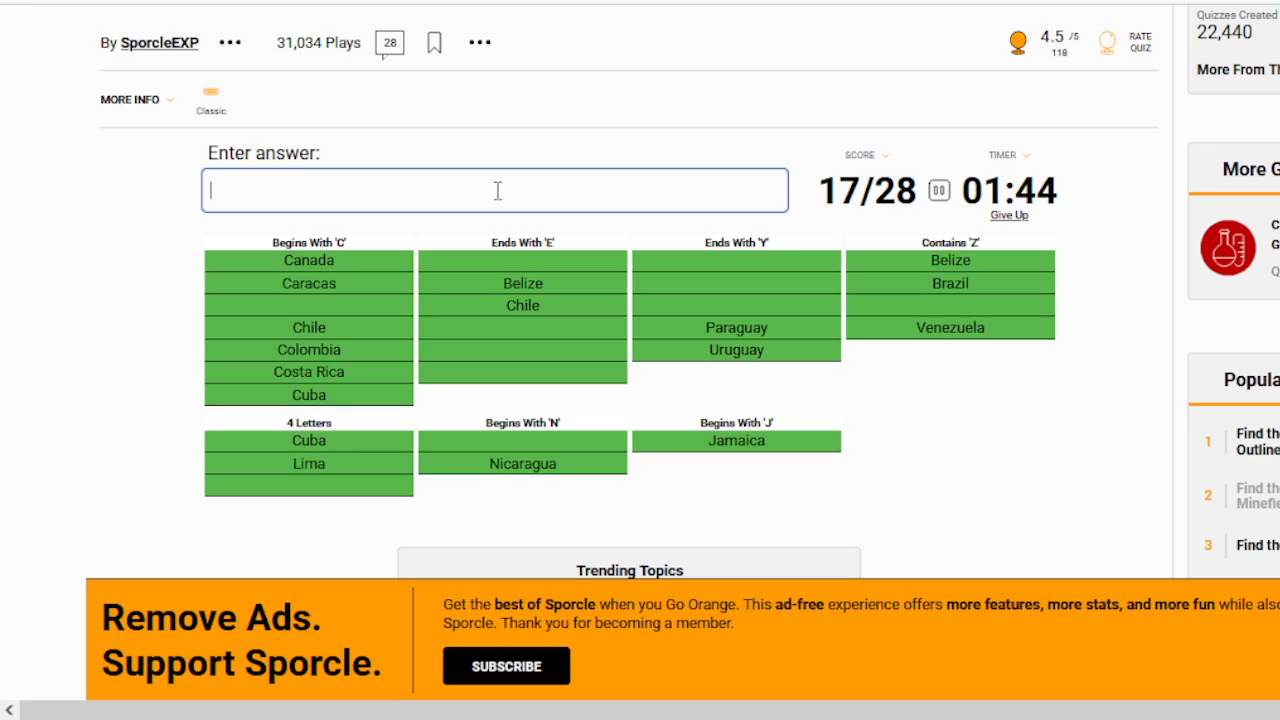 By SporcleEXP ••• 31,034 Plays 28 •••
4.5 /5
118
RATE
QUIZ
Quizzes Created
22,440
More From Th
MORE INFO
Classic
Enter answer:
SCORE
TIMER
17/28
01:44
Give Up
Begins With 'C'
Canada
Caracas
Chile
Colombia
Costa Rica
Cuba
Ends With 'E'
Belize
Chile
Ends With 'Y'
Paraguay
Uruguay
Contains 'Z'
Belize
Brazil
Venezuela
4 Letters
Cuba
Lima
Begins With 'N'
Nicaragua
Begins With 'J'
Jamaica
More G
C
G
Popula
1 Find th
Outline
2 Find th
Minefie
3 Find the
Trending Topics
Remove Ads.
Support Sporcle.
Get the best of Sporcle when you Go Orange. This ad-free experience offers more features, more stats, and more fun while also
Sporcle. Thank you for becoming a member.
SUBSCRIBE